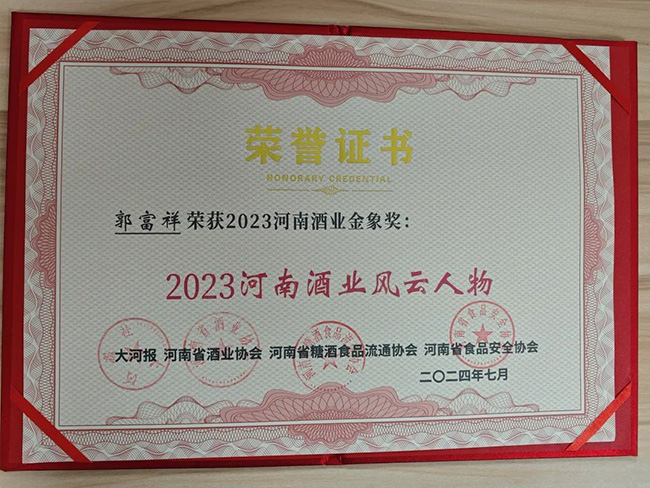 荣誉证书
HONORARY CREDENTIAL
郭富祥 荣获2023河南酒业金象奖：
2023河南酒业风云人物
大河报 河南省酒业协会 河南省糖酒食品流通协会 河南省食品安全协会
二〇二四年七月